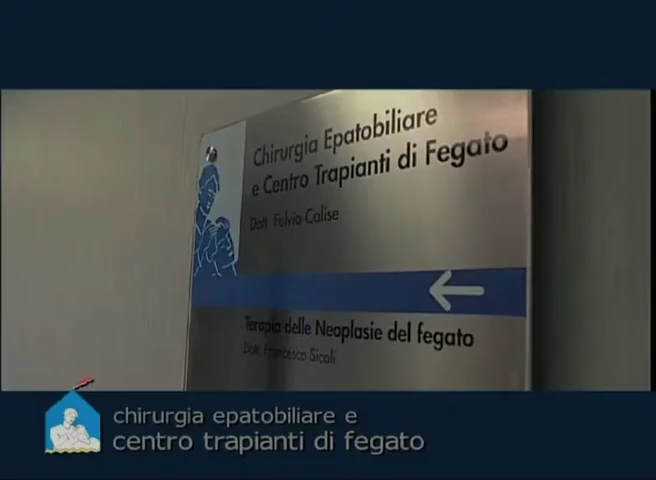 Chirurgia Epatobiliare
e Centro Trapianti di Fegato
Dott. Fulvio Calise
Terapia delle Neoplasie del fegato
Dott. Francesco Sicoli
chirurgia epatobiliare e
centro trapianti di fegato